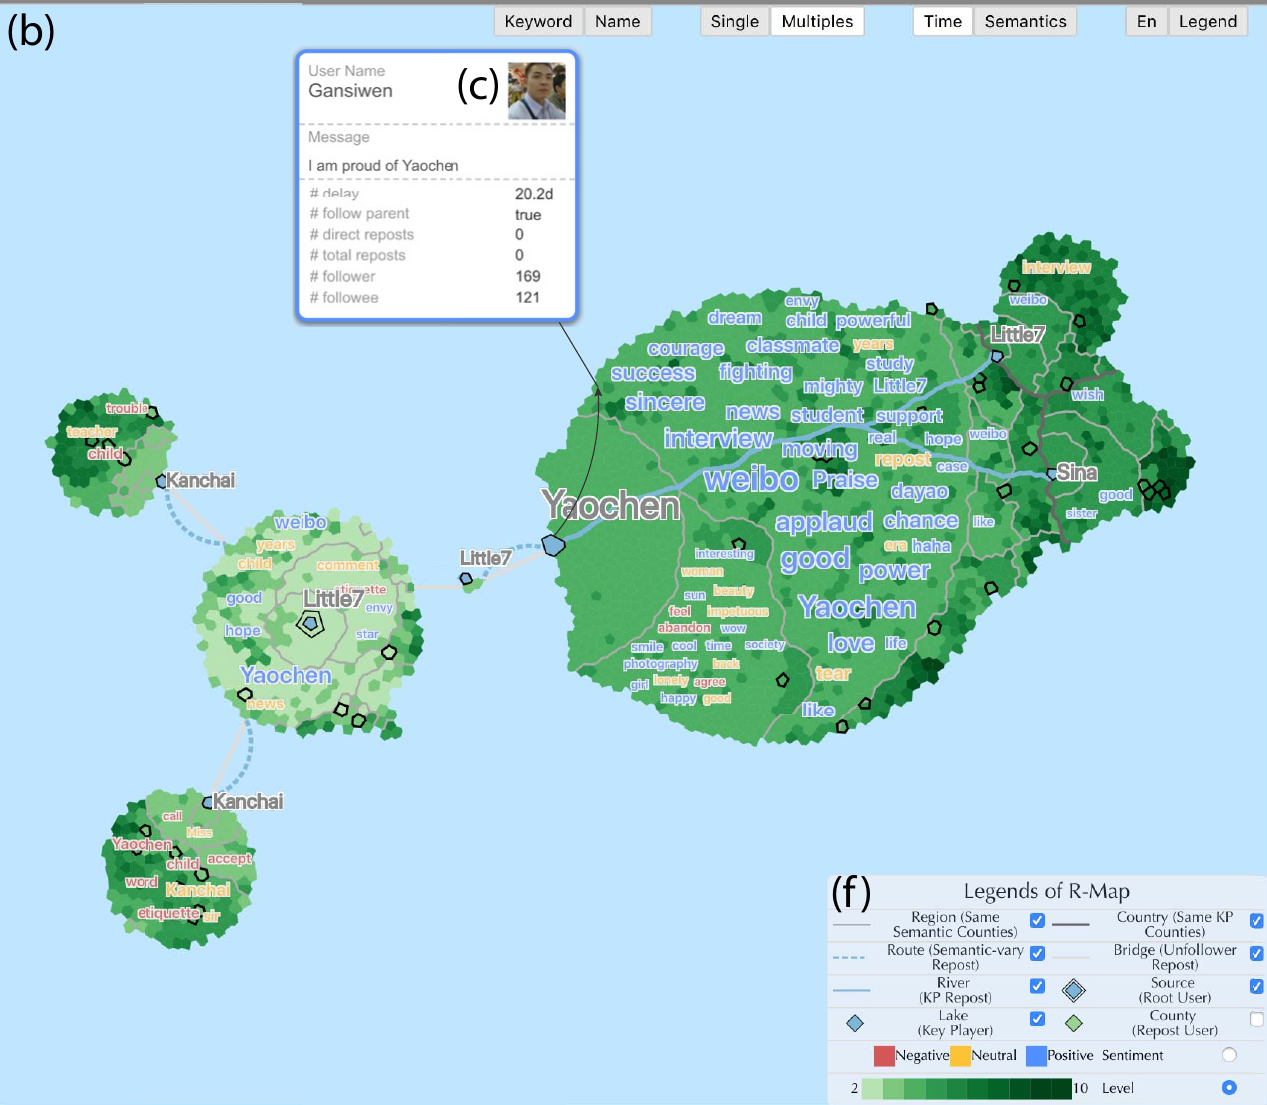 (b)
Keyword Name Single Multiples Time Semantics En Legend
User Name
Gansiwen
(c)
Message
I am proud of Yaochen
# delay 20.2d
# follow parent true
# direct reposts 0
# total reposts 0
# follower 169
# followee 121
interview
weibo
Little7
wish
Sina
good
sister
envy
dream child powerful
courage classmate years
success fighting study
mighty Little7
sincere news student support
interview moving real hope weibo
weibo Praise repost case
Yaochen
dayao
applaud chance like
era haha
good power
Yaochen
love life
tear
like
interesting
woman
sun beauty
feel impetuous
abandon wow
smile cool time society
photography back
girl lonely agree
happy good
trouble
teacher
child
Kanchai
weibo
years
child comment
etiquette
good Little7 envy
hope star
Yaochen
news
Little7
Kanchai
call
Miss
Yaochen
child accept
word Kanchai
etiquette sir
(f)
Legends of R-Map
Region (Same Semantic Counties) Country (Same KP Counties)
Route (Semantic-vary Repost) Bridge (Unfollower Repost)
River (KP Repost) Source (Root User)
Lake (Key Player) County (Repost User)
Negative Neutral Positive Sentiment
2 10 Level